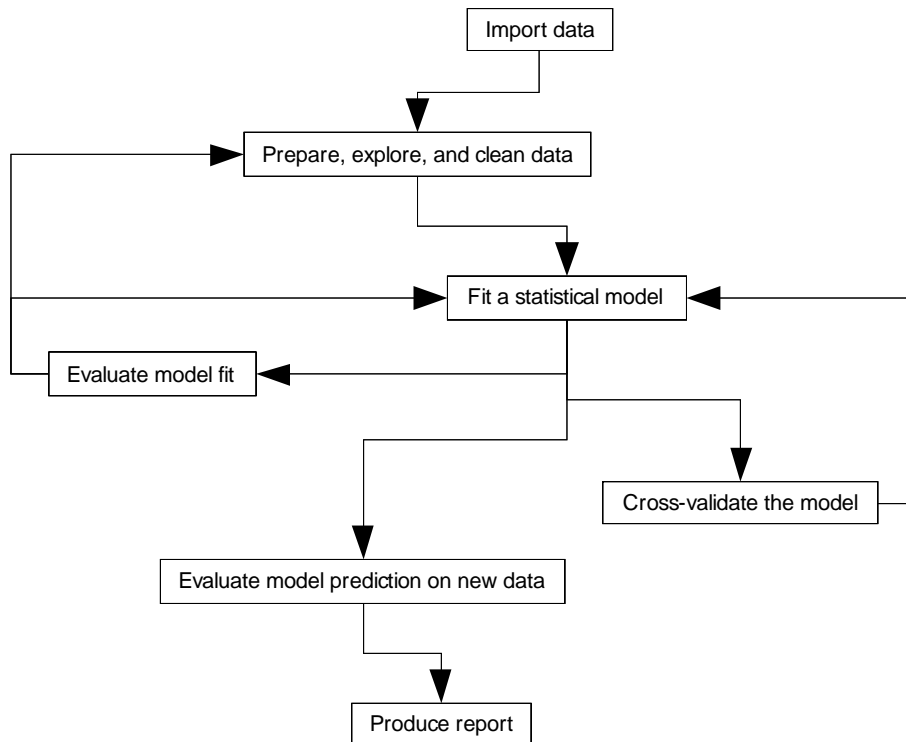 Import data
Prepare, explore, and clean data
Fit a statistical model
Evaluate model fit
Cross-validate the model
Evaluate model prediction on new data
Produce report